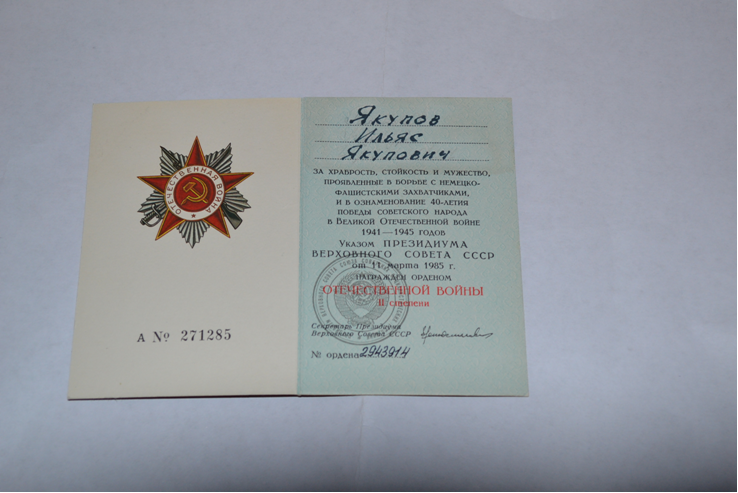 ОТЕЧЕСТВЕННАЯ ВОЙНА
А № 271285
Якупов
Ильяс
Якупович
ЗА ХРАБРОСТЬ, СТОЙКОСТЬ И МУЖЕСТВО,
ПРОЯВЛЕННЫЕ В БОРЬБЕ С НЕМЕЦКО-
ФАШИСТСКИМИ ЗАХВАТЧИКАМИ,
И В ОЗНАМЕНОВАНИЕ 40-ЛЕТИЯ
ПОБЕДЫ СОВЕТСКОГО НАРОДА
В ВЕЛИКОЙ ОТЕЧЕСТВЕННОЙ ВОЙНЕ
1941—1945 ГОДОВ
УКАЗОМ ПРЕЗИДИУМА
ВЕРХОВНОГО СОВЕТА СССР
от 11 марта 1985 г.
НАГРАЖДЕН ОРДЕНОМ
ОТЕЧЕСТВЕННОЙ ВОЙНЫ
II степени
Секретарь Президиума
Верховного Совета СССР
№ ордена 2943914